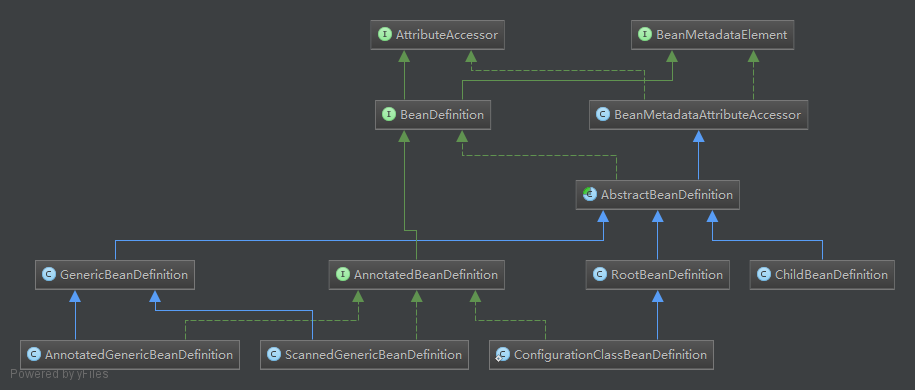 I AttributeAccessor
I BeanMetadataElement
I BeanDefinition
C BeanMetadataAttributeAccessor
C AbstractBeanDefinition
C GenericBeanDefinition
I AnnotatedBeanDefinition
C RootBeanDefinition
C ChildBeanDefinition
C AnnotatedGenericBeanDefinition
C ScannedGenericBeanDefinition
C ConfigurationClassBeanDefinition
Powered by yFiles